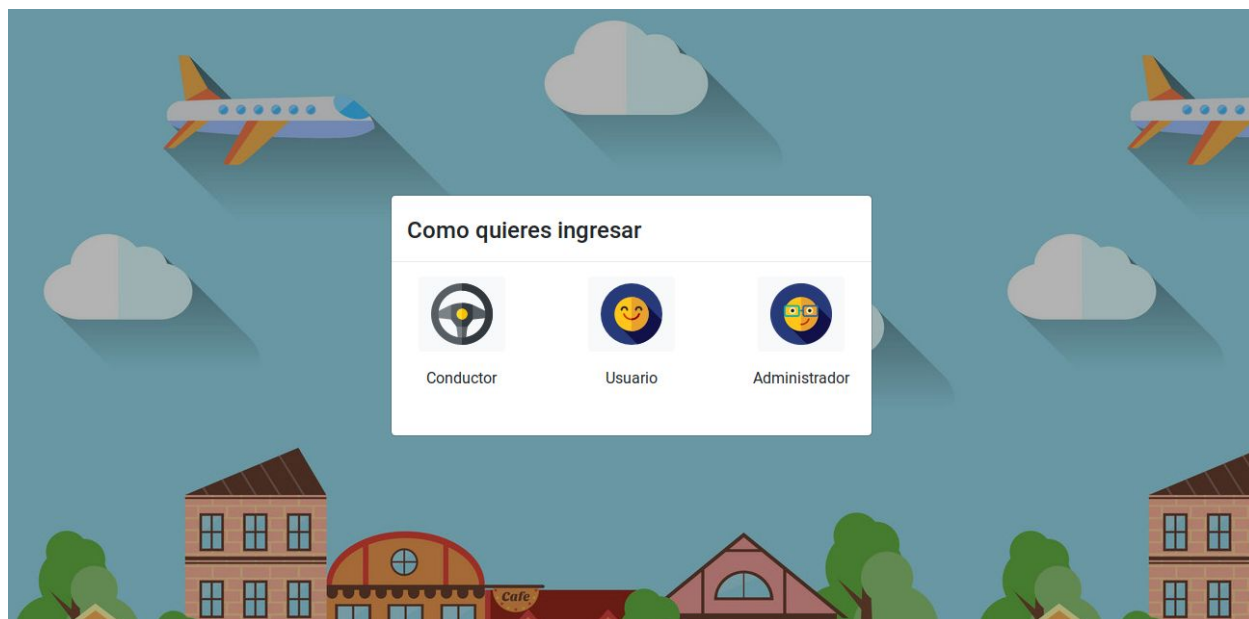 Como quieres ingresar
Conductor
Usuario
Administrador
Cafe